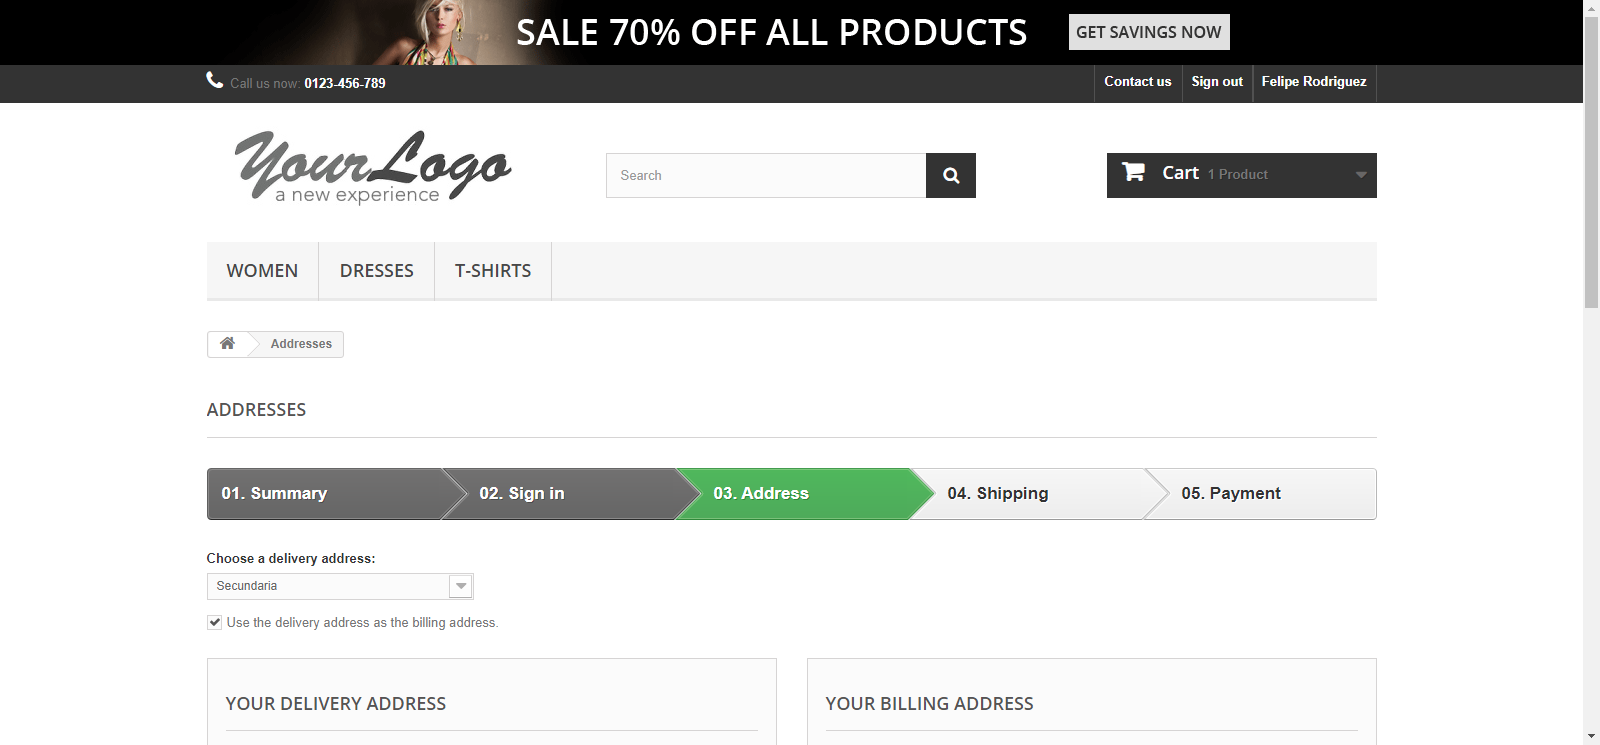 SALE 70% OFF ALL PRODUCTS GET SAVINGS NOW
Call us now: 0123-456-789 Contact us Sign out Felipe Rodriguez
Your Logo
a new experience
Search
Cart 1 Product
WOMEN DRESSES T-SHIRTS
Addresses
ADDRESSES
01. Summary 02. Sign in 03. Address 04. Shipping 05. Payment
Choose a delivery address:
Secundaria
Use the delivery address as the billing address.
YOUR DELIVERY ADDRESS YOUR BILLING ADDRESS